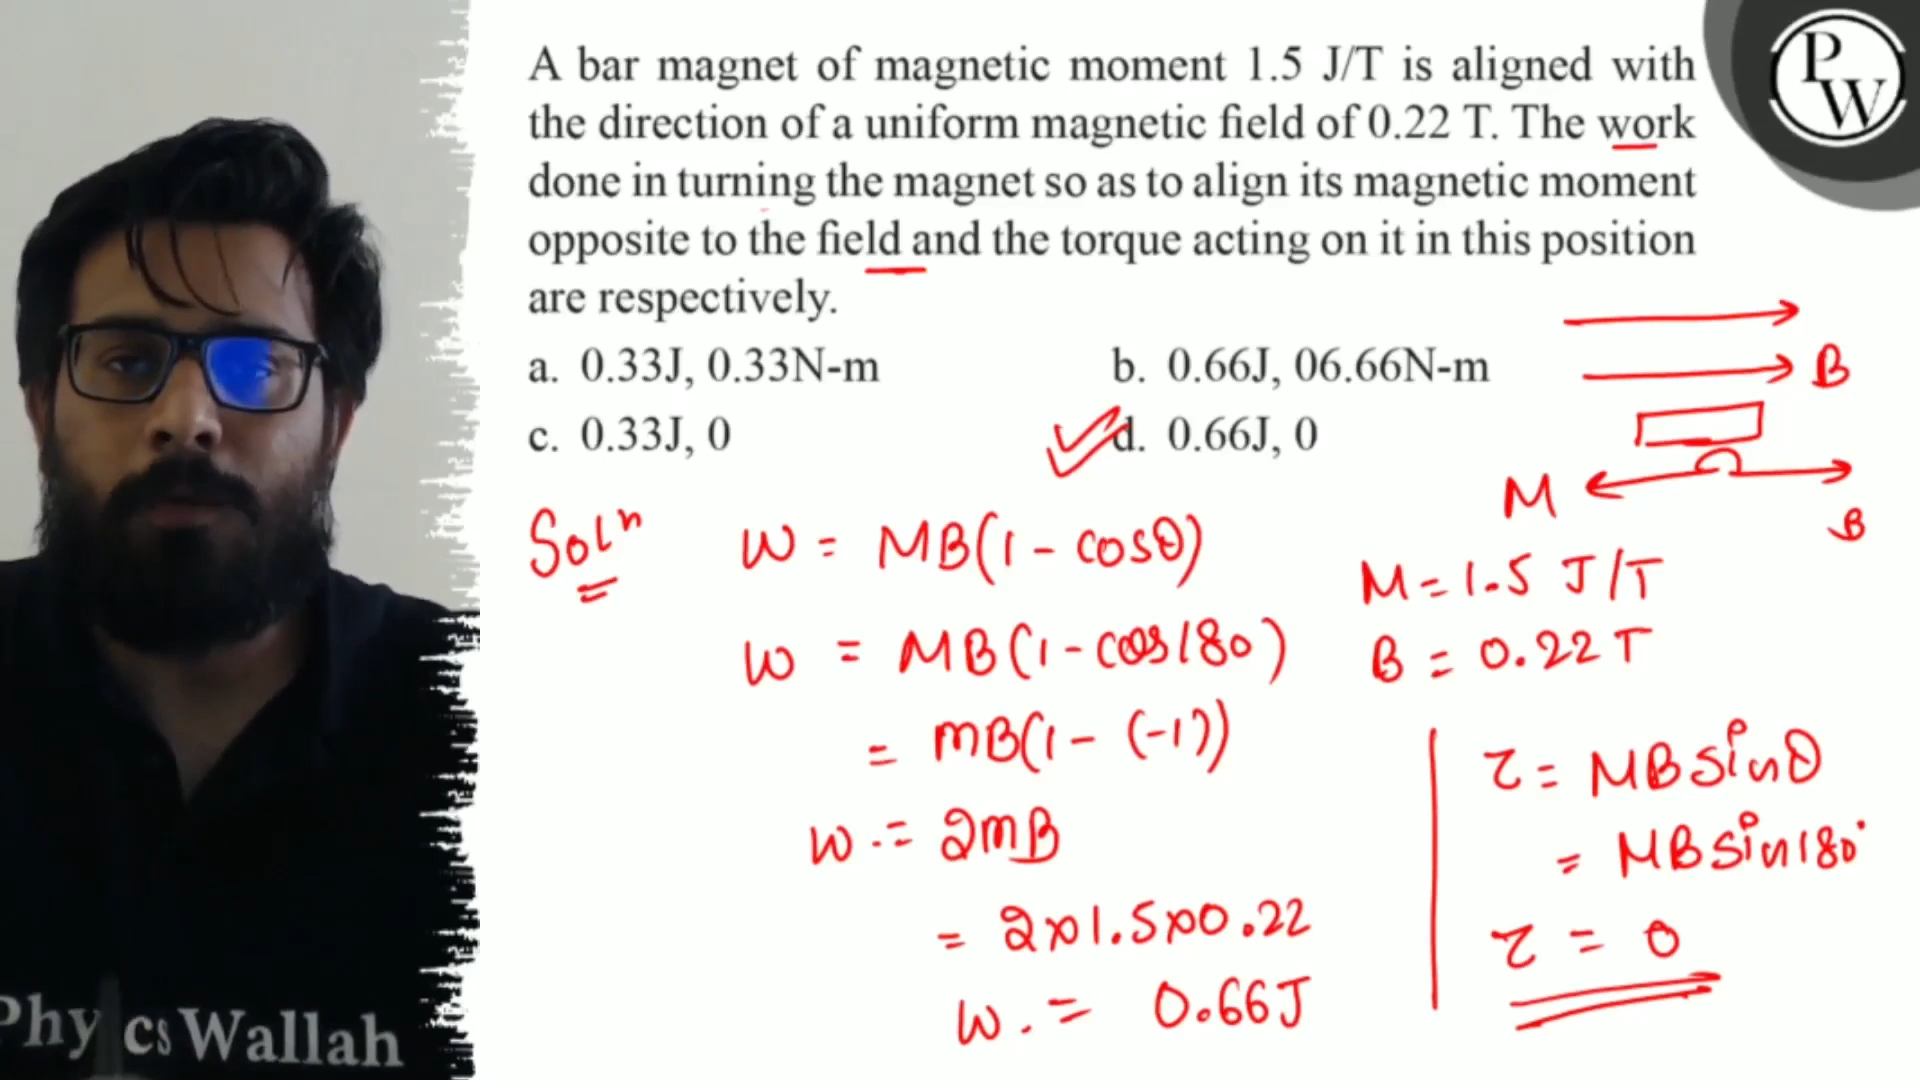 A bar magnet of magnetic moment 1.5 J/T is aligned with
the direction of a uniform magnetic field of 0.22 T. The work
done in turning the magnet so as to align its magnetic moment
opposite to the field and the torque acting on it in this position
are respectively.
a. 0.33J, 0.33N-m
b. 0.66J, 06.66N-m
c. 0.33J, 0
d. 0.66J, 0
PW
B
M
B
Solⁿ
W = MB(1 - cosθ)
W = MB(1 - cos180)
= mB(1 - (-1))
W. = 2mB
= 2×1.5×0.22
W. = 0.66J
M = 1.5 J/T
B = 0.22 T
τ = MBsinθ
= MBsin180°
τ = 0
Physics Wallah